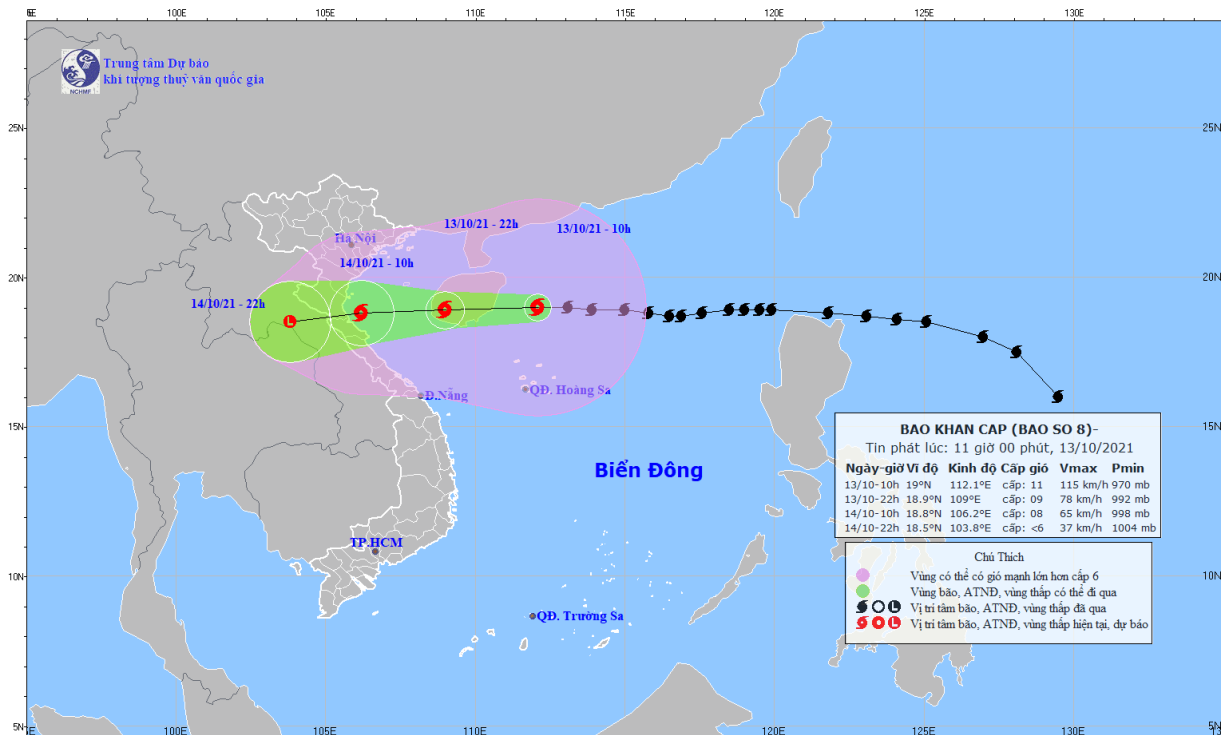 E 100E 105E 110E 115E 120E 125E 130E
Trung tâm Dự báo
khí tượng thuỷ văn quốc gia
NCHMF
25N 25N
13/10/21 - 22h
13/10/21 - 10h
Hà Nội
14/10/21 - 10h
20N 20N
14/10/21 - 22h
L
QĐ. Hoàng Sa
Đ.Nẵng
15N 15N
Biển Đông
BAO KHAN CAP (BAO SO 8)-
Tin phát lúc: 11 giờ 00 phút, 13/10/2021
Ngày-giờ Vĩ độ Kinh độ Cấp gió Vmax Pmin
13/10-10h 19°N 112.1°E cấp: 11 115 km/h 970 mb
13/10-22h 18.9°N 109°E cấp: 09 78 km/h 992 mb
14/10-10h 18.8°N 106.2°E cấp: 08 65 km/h 998 mb
14/10-22h 18.5°N 103.8°E cấp: <6 37 km/h 1004 mb
TP.HCM
Chú Thích
10N 10N
Vùng có thể có gió mạnh lớn hơn cấp 6
Vùng bão, ATNĐ, vùng thấp có thể đi qua
L Vị trí tâm bão, ATNĐ, vùng thấp đã qua
L Vị trí tâm bão, ATNĐ, vùng thấp hiện tại, dự báo
QĐ. Trường Sa
5N 5N
100E 105E 110E 115E 120E 125E 130E